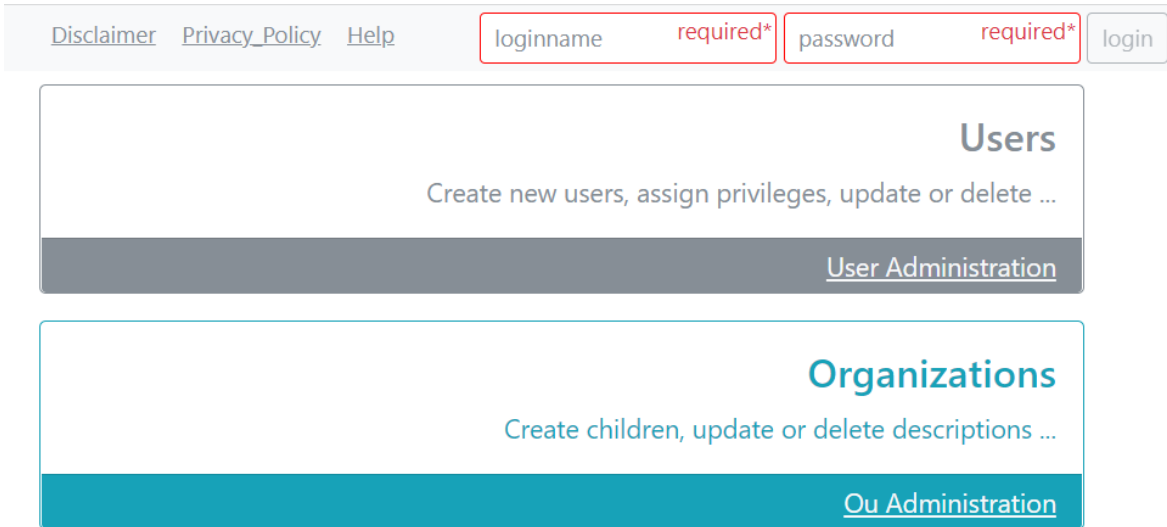 Disclaimer Privacy_Policy Help loginname required* password required* login
Users
Create new users, assign privileges, update or delete ...
User Administration
Organizations
Create children, update or delete descriptions ...
Ou Administration